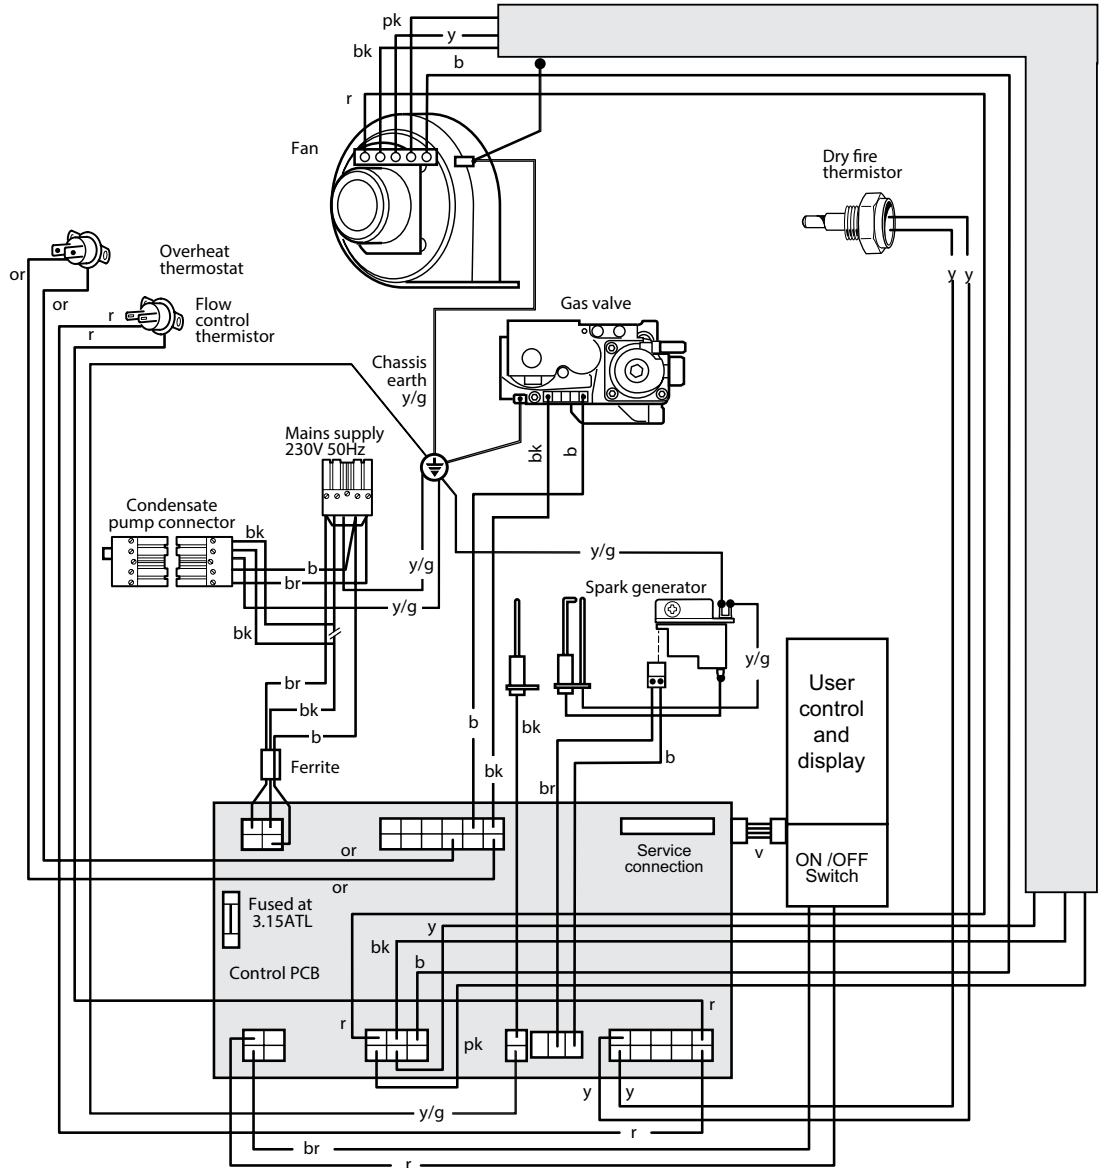 pk
y
bk
b
r
Fan
Dry fire
thermistor
Overheat
thermostat
or
or
y
y
Flow
control
thermistor
r
r
Gas valve
Chassis
earth
y/g
Mains supply
230V 50Hz
bk
b
Condensate
pump connector
bk
b
br
y/g
y/g
y/g
bk
Spark generator
y/g
User
control
and
display
br
bk
b
b
bk
bk
b
br
Ferrite
or
or
Service
connection
v
ON /OFF
Switch
Fused at
3.15ATL
y
bk
b
Control PCB
r
r
pk
y
y
y/g
r
br
r